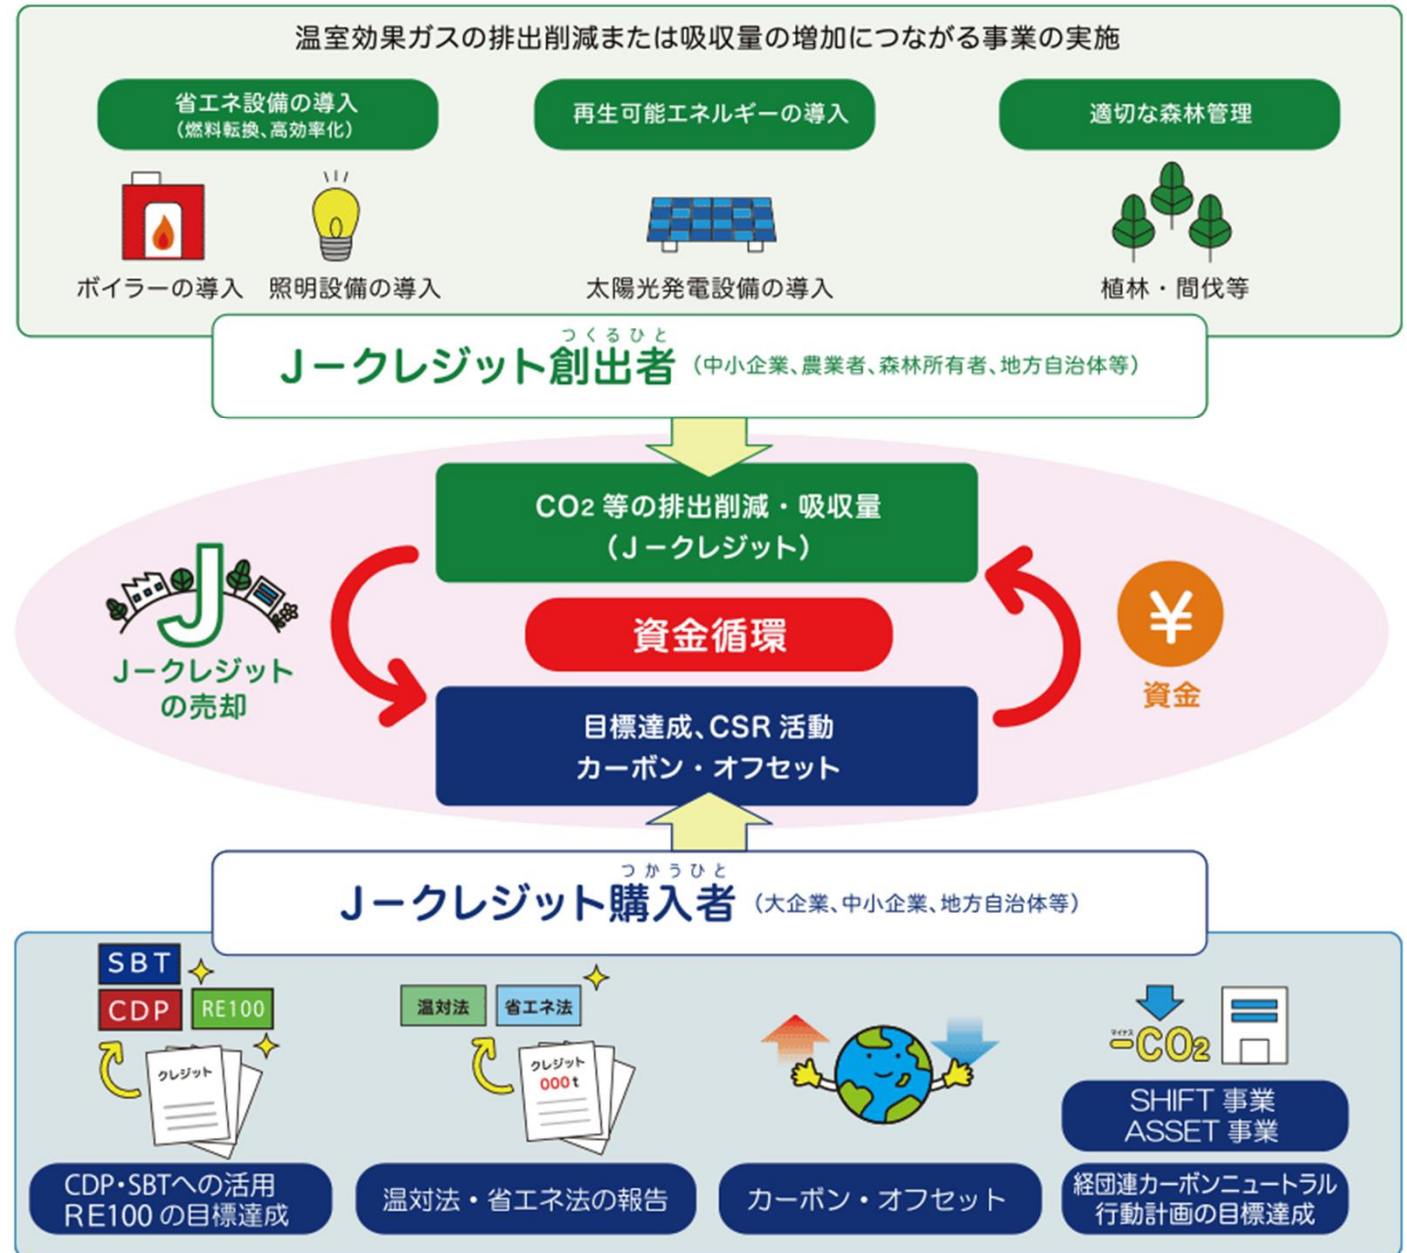 温室効果ガスの排出削減または吸収量の増加につながる事業の実施
省エネ設備の導入
(燃料転換、高効率化)
再生可能エネルギーの導入
適切な森林管理
ボイラーの導入
照明設備の導入
太陽光発電設備の導入
植林・間伐等
つくるひと
Jークレジット創出者(中小企業、農業者、森林所有者、地方自治体等)
CO2 等の排出削減・吸収量
(Jークレジット)
J
Jークレジット
の売却
資金循環
¥
資金
目標達成、CSR 活動
カーボン・オフセット
つかうひと
Jークレジット購入者(大企業、中小企業、地方自治体等)
SBT
CDP
RE100
クレジット
CDP・SBTへの活用
RE100 の目標達成
温対法
省エネ法
クレジット
000t
温対法・省エネ法の報告
カーボン・オフセット
マイナス
-CO2
SHIFT 事業
ASSET 事業
経団連カーボンニュートラル
行動計画の目標達成